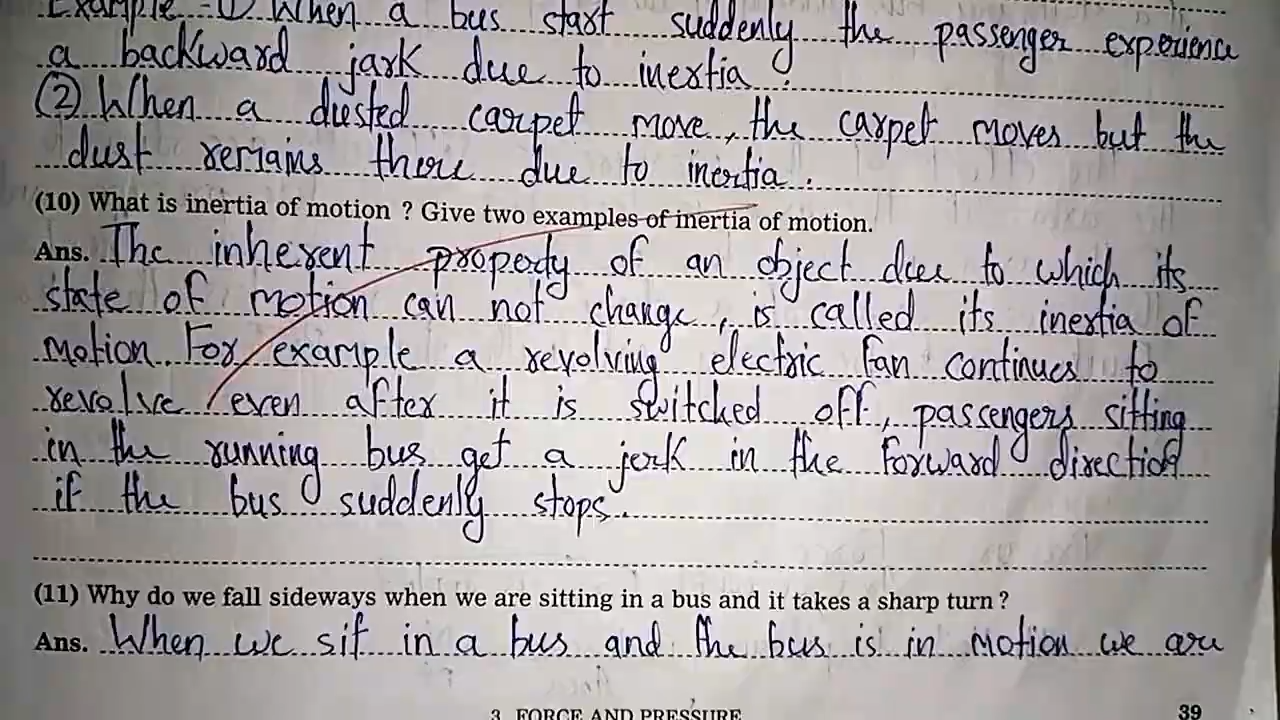 Example - ① When a bus start suddenly the passenger experience
a backward jark due to inertia.
② When a dusted carpet move, the carpet moves but the
dust remains there due to inertia.
(10) What is inertia of motion ? Give two examples of inertia of motion.
Ans. The inherent property of an object due to which its
state of motion can not change, is called its inertia of
motion. For example a revolving electric fan continues to
revolve even after it is switched off, passengers sitting
in the running bus get a jerk in the forward direction
if the bus suddenly stops.
(11) Why do we fall sideways when we are sitting in a bus and it takes a sharp turn ?
Ans. When we sit in a bus and the bus is in motion we are
3. FORCE AND PRESSURE 39